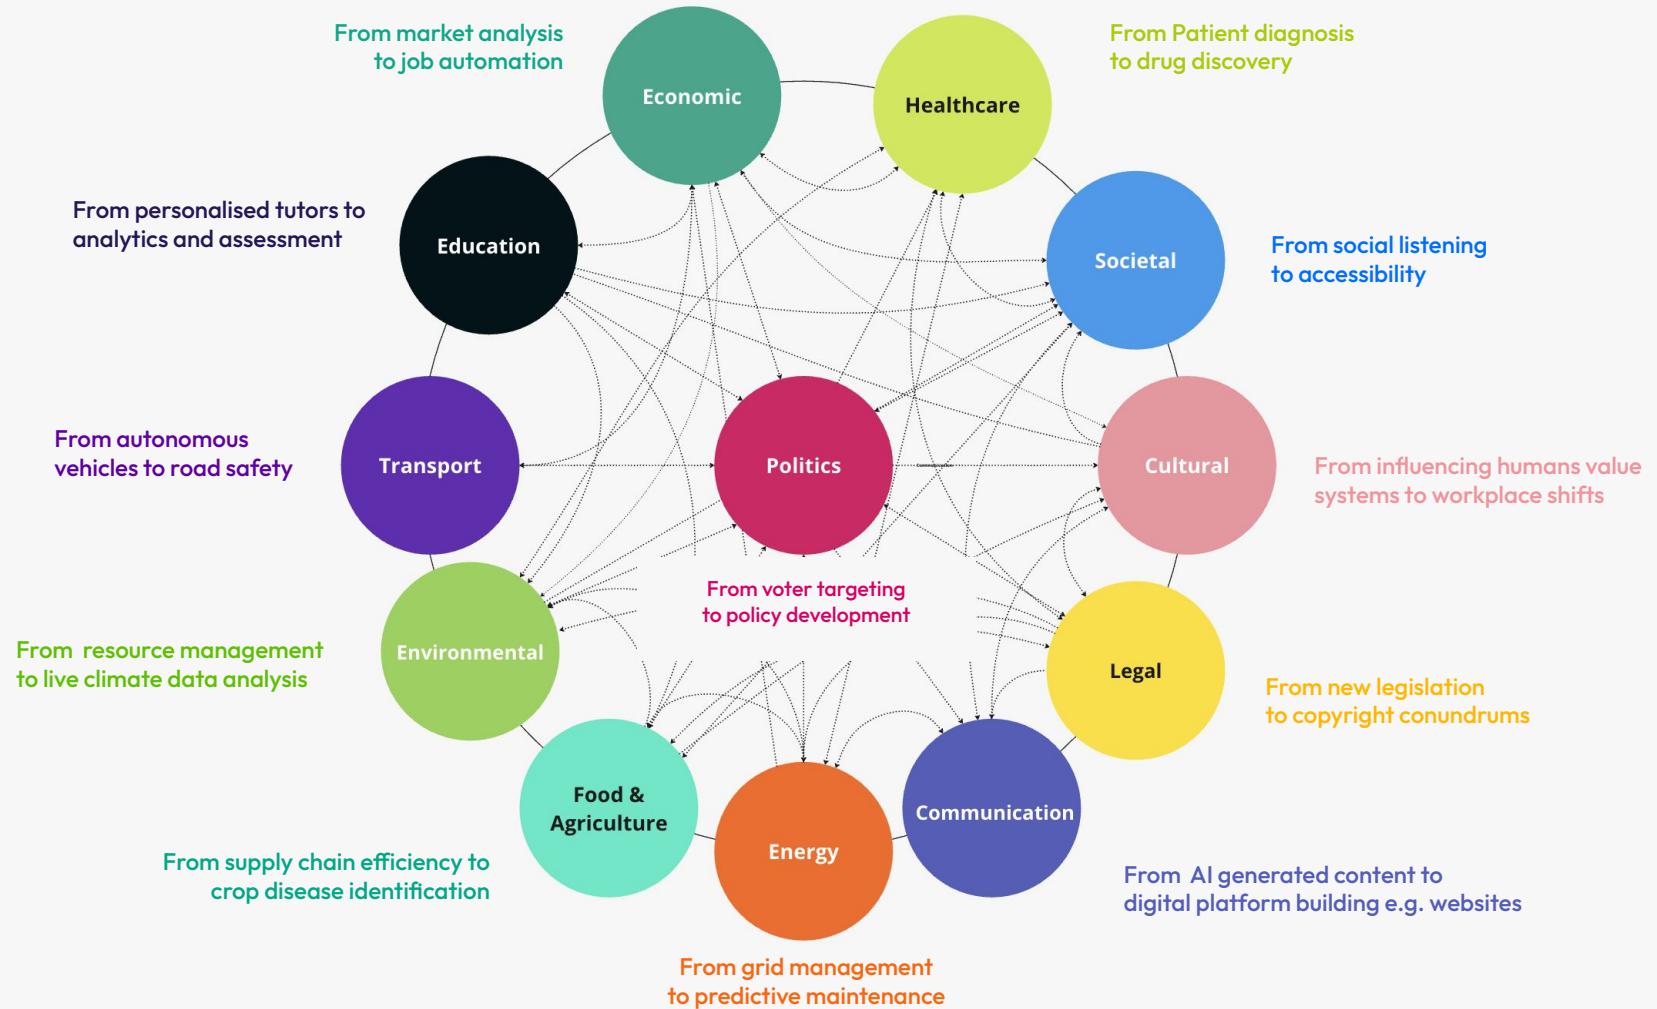 From market analysis
to job automation
Economic
Healthcare
From Patient diagnosis
to drug discovery
From personalised tutors to
analytics and assessment
Education
Societal
From social listening
to accessibility
From autonomous
vehicles to road safety
Transport
Politics
Cultural
From influencing humans value
systems to workplace shifts
From voter targeting
to policy development
From resource management
to live climate data analysis
Environmental
Legal
From new legislation
to copyright conundrums
Food &
Agriculture
Energy
Communication
From supply chain efficiency to
crop disease identification
From AI generated content to
digital platform building e.g. websites
From grid management
to predictive maintenance